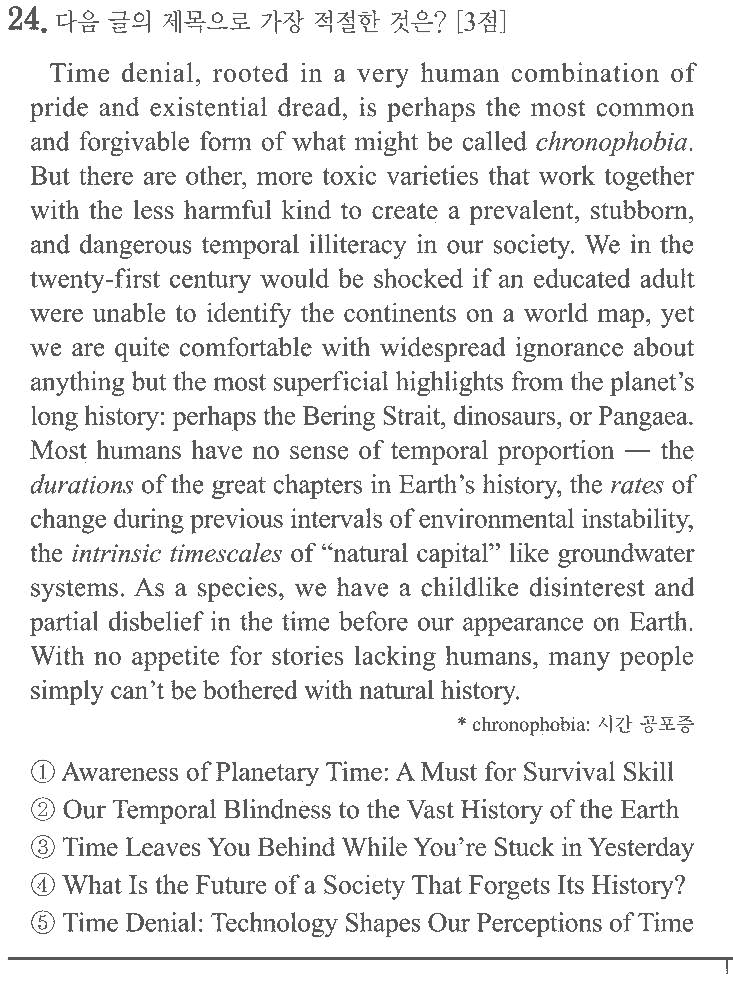 24. 다음 글의 제목으로 가장 적절한 것은? [3점]
Time denial, rooted in a very human combination of
pride and existential dread, is perhaps the most common
and forgivable form of what might be called chronophobia.
But there are other, more toxic varieties that work together
with the less harmful kind to create a prevalent, stubborn,
and dangerous temporal illiteracy in our society. We in the
twenty-first century would be shocked if an educated adult
were unable to identify the continents on a world map, yet
we are quite comfortable with widespread ignorance about
anything but the most superficial highlights from the planet's
long history: perhaps the Bering Strait, dinosaurs, or Pangaea.
Most humans have no sense of temporal proportion — the
durations of the great chapters in Earth's history, the rates of
change during previous intervals of environmental instability,
the intrinsic timescales of “natural capital” like groundwater
systems. As a species, we have a childlike disinterest and
partial disbelief in the time before our appearance on Earth.
With no appetite for stories lacking humans, many people
simply can't be bothered with natural history.
* chronophobia: 시간 공포증
① Awareness of Planetary Time: A Must for Survival Skill
② Our Temporal Blindness to the Vast History of the Earth
③ Time Leaves You Behind While You're Stuck in Yesterday
④ What Is the Future of a Society That Forgets Its History?
⑤ Time Denial: Technology Shapes Our Perceptions of Time